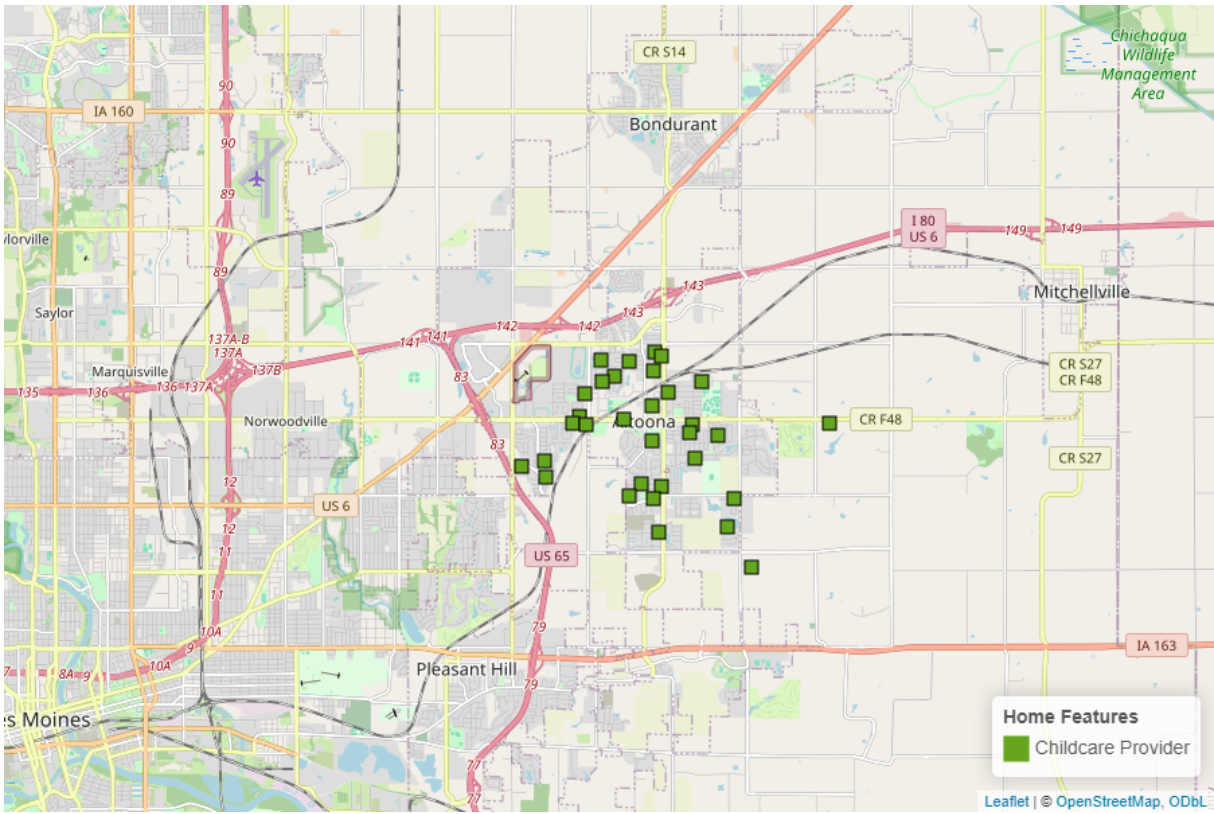 CR S14
Chichaqua
Wildlife
Management
Area
90
IA 160
Bondurant
90
89
I 80
US 6
149
149
ylorville
89
143
Mitchellville
Saylor
143
142
142
137A-B
141
141
137A
CR S27
CR F48
Marquisville
137B
83
135
136
136
137A
Norwoodville
Altoona
CR F48
83
CR S27
12
US 6
12
11
US 65
11
79
10A
9
IA 163
10A
Pleasant Hill
7
8A
9
79
es Moines
Home Features
Childcare Provider
77
77
Leaflet | © OpenStreetMap, ODbL